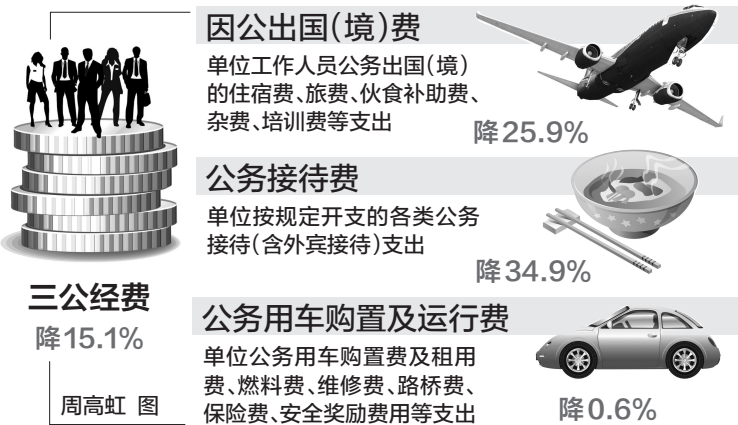 因公出国(境)费
单位工作人员公务出国(境)
的住宿费、旅费、伙食补助费、
杂费、培训费等支出
降25.9%
公务接待费
单位按规定开支的各类公务
接待(含外宾接待)支出
降34.9%
三公经费
降15.1%
公务用车购置及运行费
单位公务用车购置费及租用
费、燃料费、维修费、路桥费、
保险费、安全奖励费用等支出
降0.6%
周高虹 图